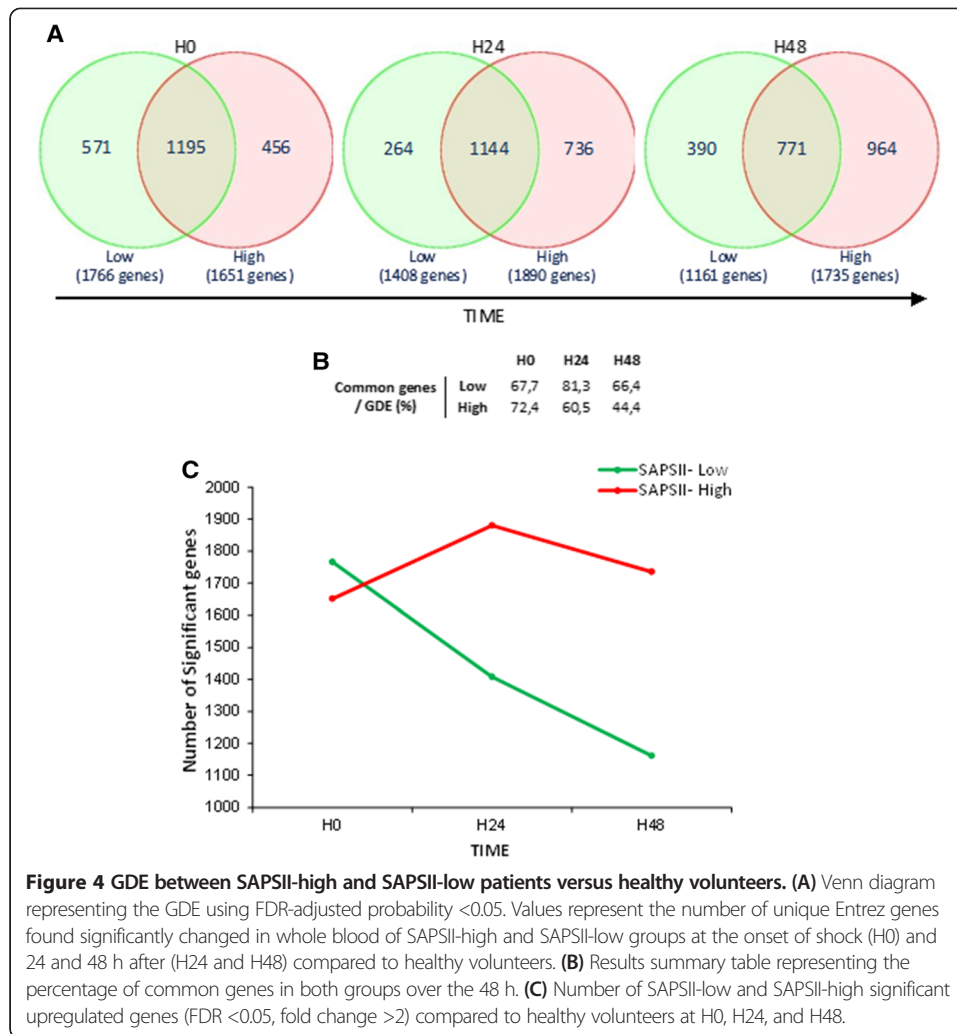 A
H0
H24
H48
571 1195 456
264 1144 736
390 771 964
Low
(1766 genes)
High
(1651 genes)
Low
(1408 genes)
High
(1890 genes)
Low
(1161 genes)
High
(1735 genes)
TIME
B
H0 H24 H48
Common genes / GDE (%)
Low 67,7 81,3 66,4
High 72,4 60,5 44,4
C
SAPSII- Low
SAPSII- High
Number of Significant genes
2000
1900
1800
1700
1600
1500
1400
1300
1200
1100
1000
H0 H24 H48
TIME
Figure 4 GDE between SAPSII-high and SAPSII-low patients versus healthy volunteers. (A) Venn diagram
representing the GDE using FDR-adjusted probability <0.05. Values represent the number of unique Entrez genes
found significantly changed in whole blood of SAPSII-high and SAPSII-low groups at the onset of shock (H0) and
24 and 48 h after (H24 and H48) compared to healthy volunteers. (B) Results summary table representing the
percentage of common genes in both groups over the 48 h. (C) Number of SAPSII-low and SAPSII-high significant
upregulated genes (FDR <0.05, fold change >2) compared to healthy volunteers at H0, H24, and H48.